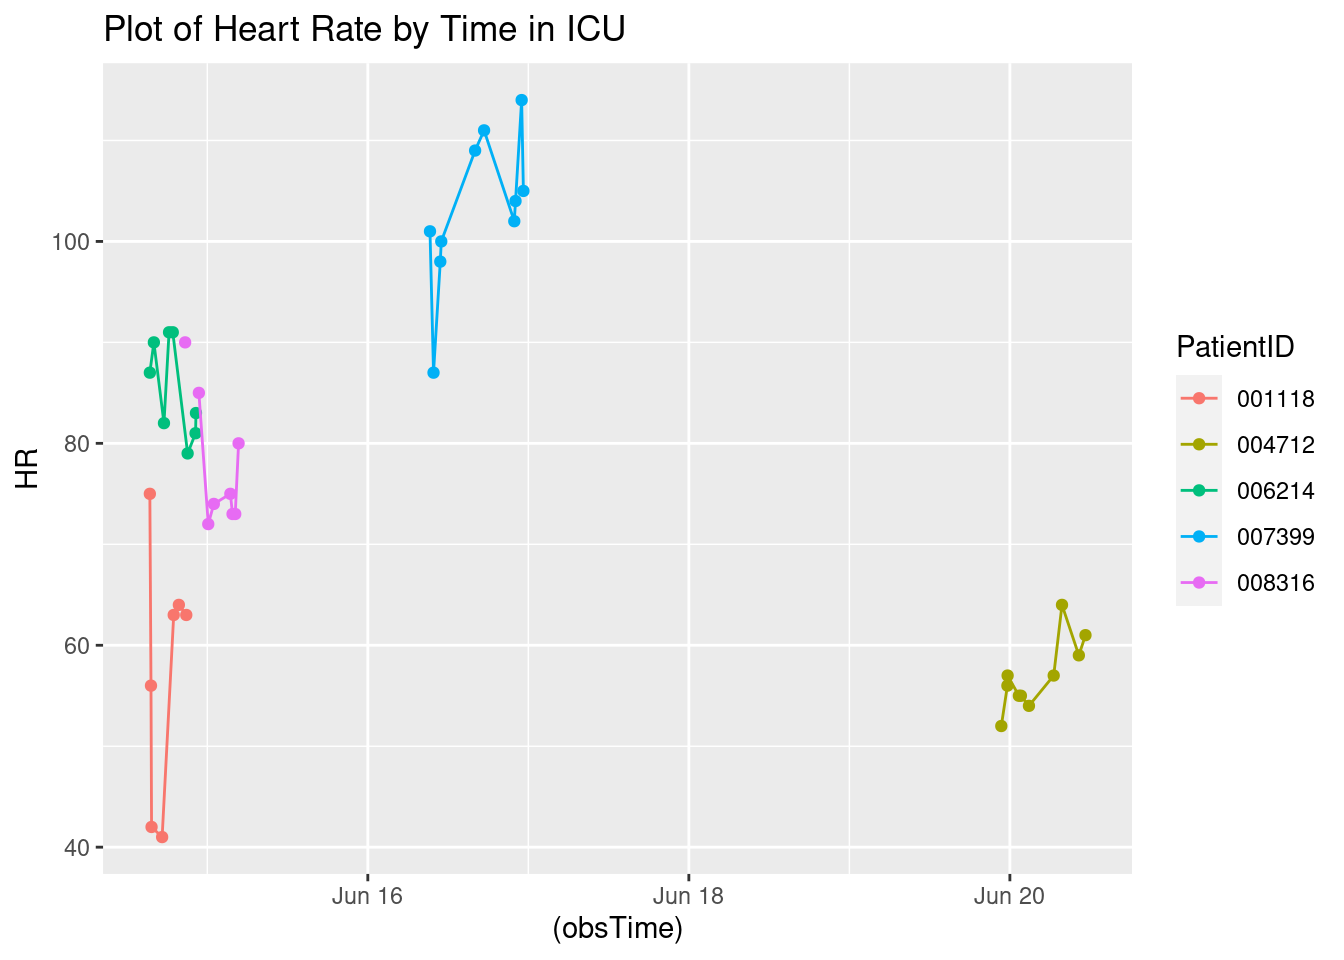 Plot of Heart Rate by Time in ICU
HR
100
80
60
40
Jun 16
Jun 18
Jun 20
(obsTime)
PatientID
001118
004712
006214
007399
008316